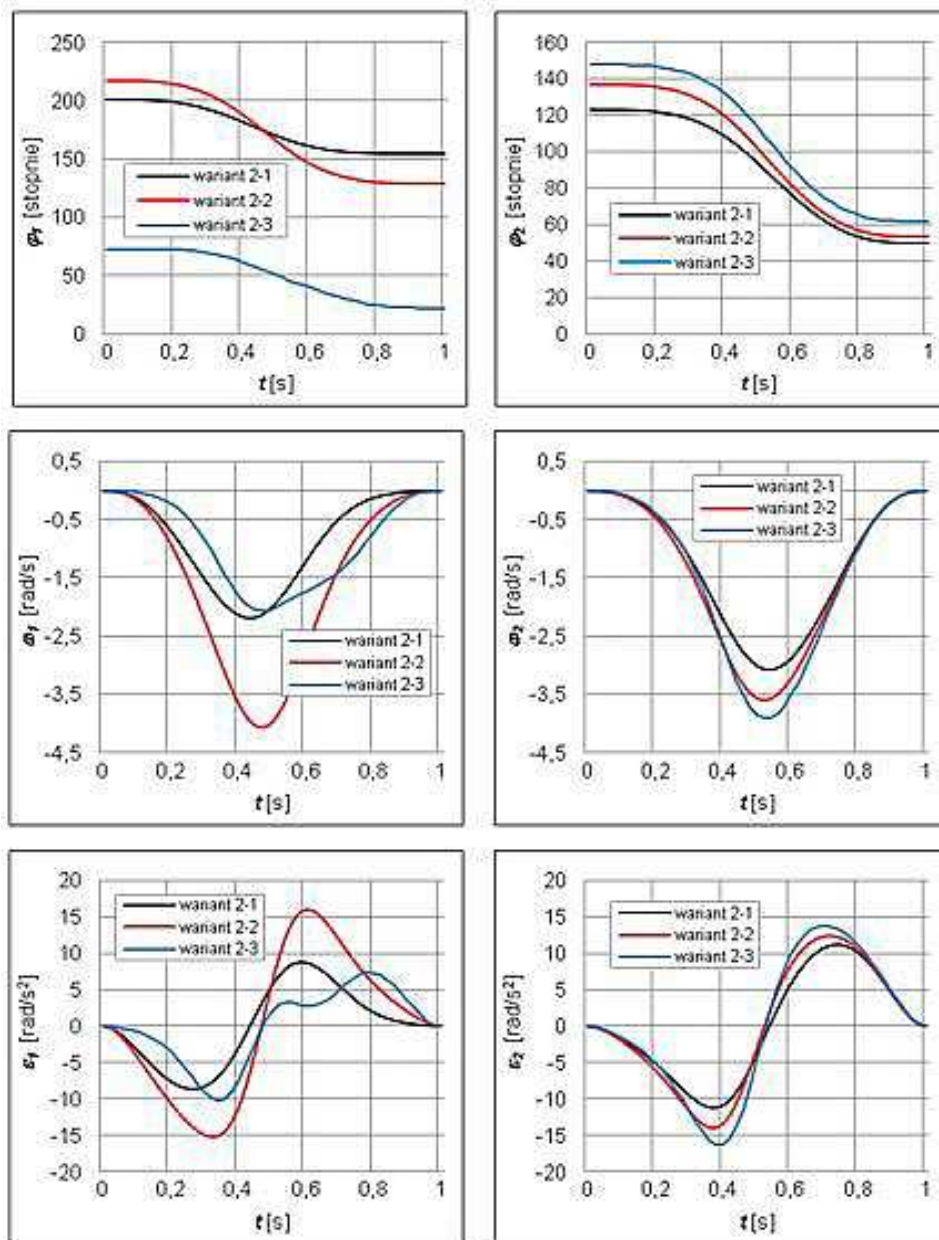 250
200
150
100
50
0
φ₁ [stopnie]
wariant 2-1
wariant 2-2
wariant 2-3
0 0,2 0,4 0,6 0,8 1
t [s]
160
140
120
100
80
60
40
20
0
φ₂ [stopnie]
wariant 2-1
wariant 2-2
wariant 2-3
0 0,2 0,4 0,6 0,8 1
t [s]
0,5
-0,5
-1,5
-2,5
-3,5
-4,5
ω₁ [rad/s]
wariant 2-1
wariant 2-2
wariant 2-3
0 0,2 0,4 0,6 0,8 1
t [s]
0,5
-0,5
-1,5
-2,5
-3,5
-4,5
ω₂ [rad/s]
wariant 2-1
wariant 2-2
wariant 2-3
0 0,2 0,4 0,6 0,8 1
t [s]
20
15
10
5
0
-5
-10
-15
-20
ε₁ [rad/s²]
wariant 2-1
wariant 2-2
wariant 2-3
0 0,2 0,4 0,6 0,8 1
t [s]
20
15
10
5
0
-5
-10
-15
-20
ε₂ [rad/s²]
wariant 2-1
wariant 2-2
wariant 2-3
0 0,2 0,4 0,6 0,8 1
t [s]